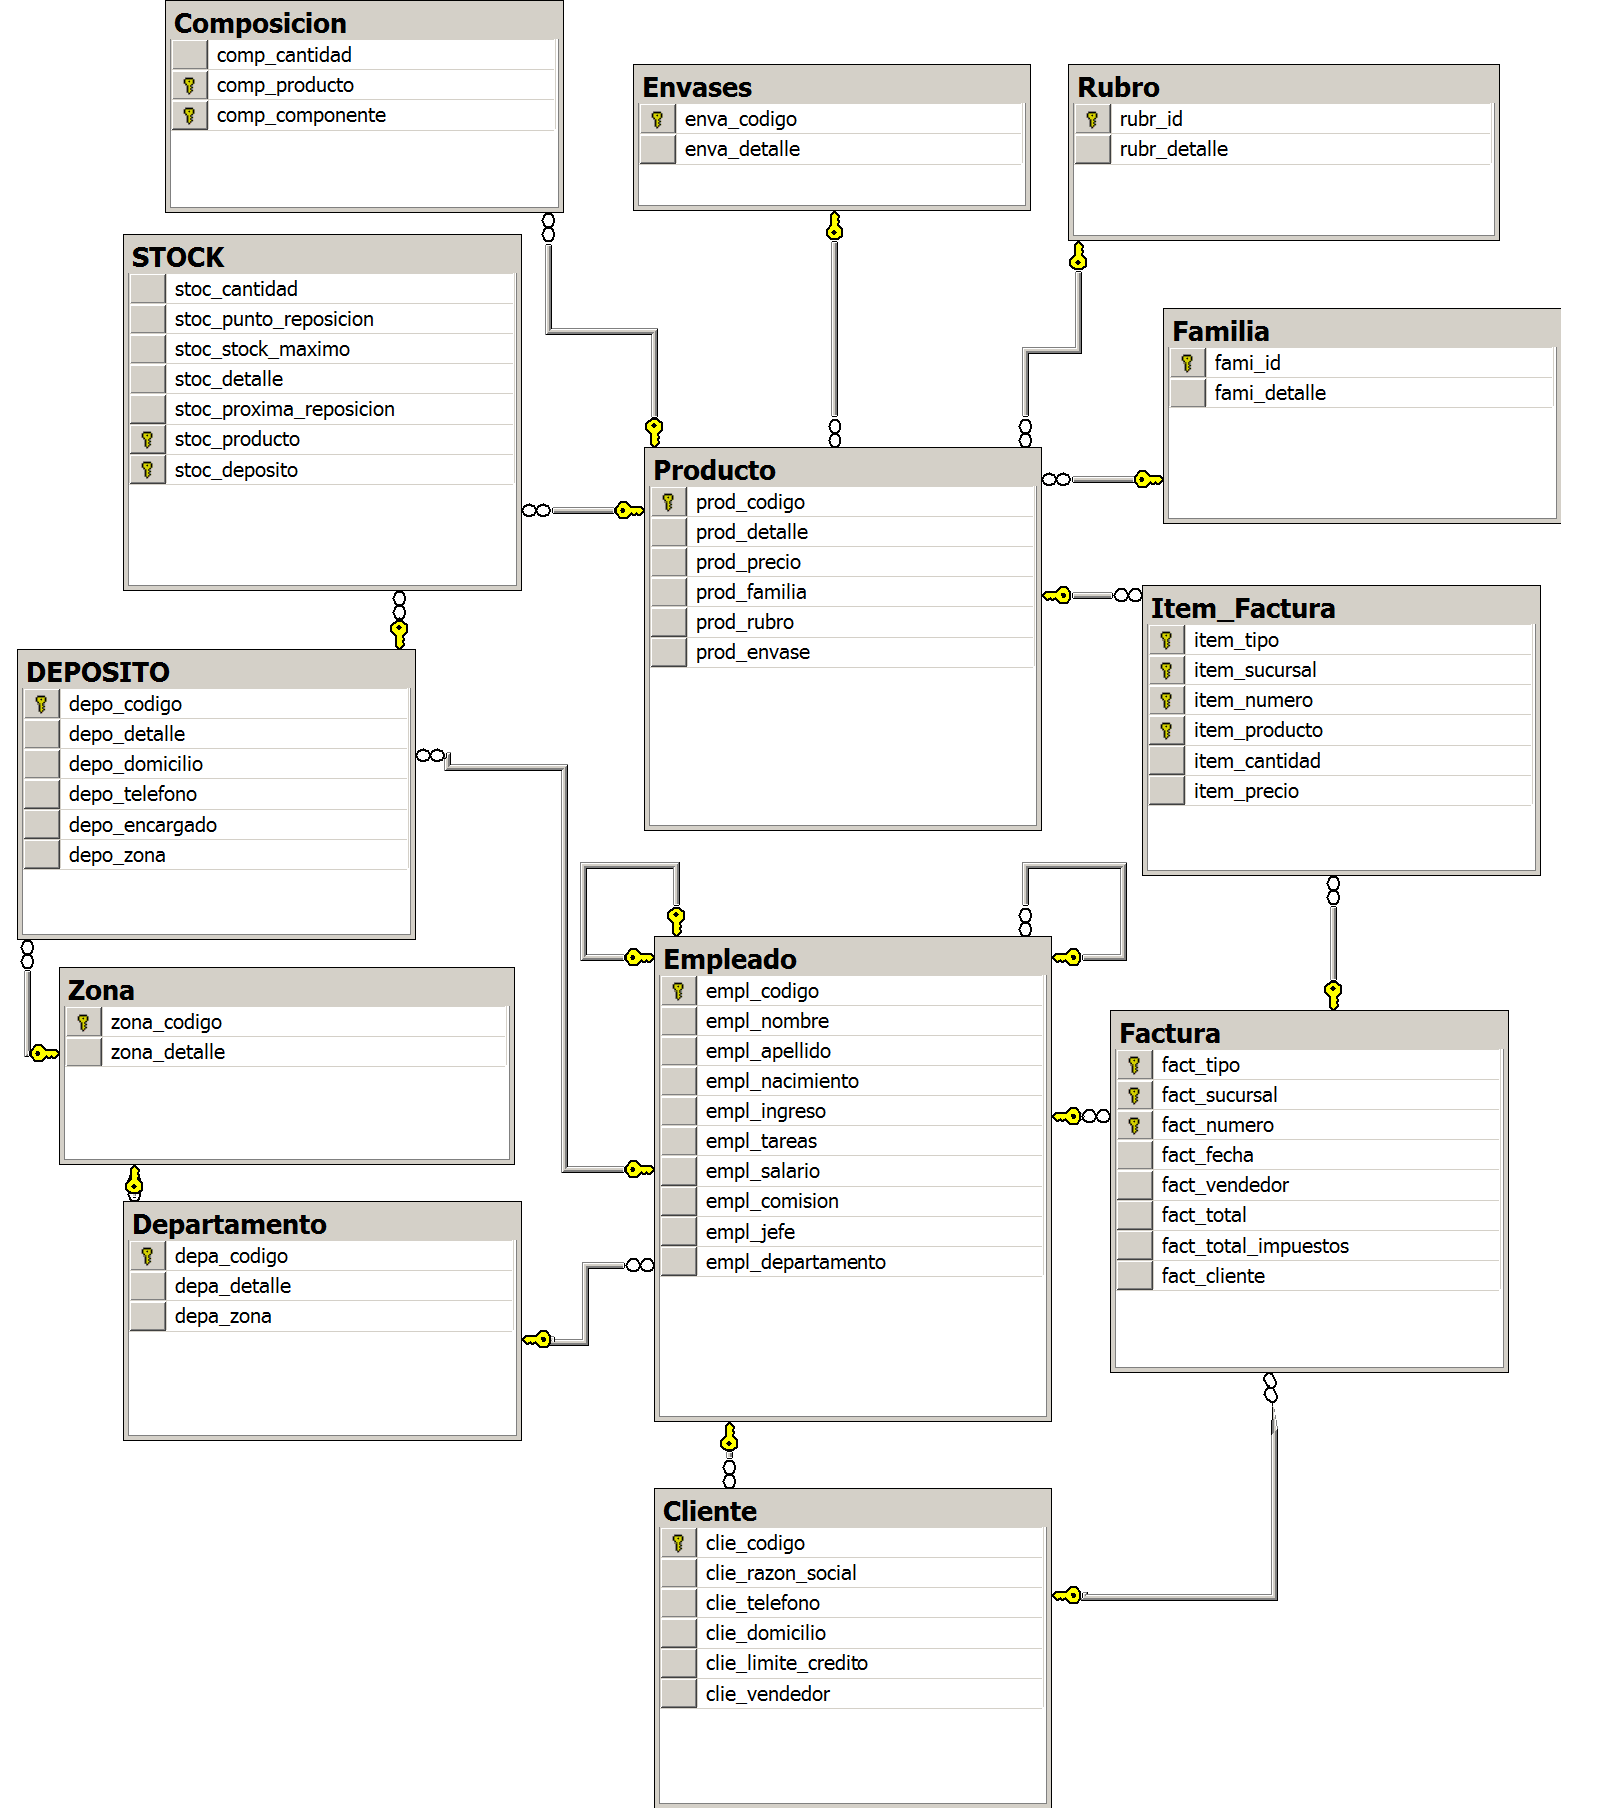 Composicion
comp_cantidad
comp_producto
comp_componente
Envases
enva_codigo
enva_detalle
Rubro
rubr_id
rubr_detalle
STOCK
stoc_cantidad
stoc_punto_reposicion
stoc_stock_maximo
stoc_detalle
stoc_proxima_reposicion
stoc_producto
stoc_deposito
Familia
fami_id
fami_detalle
Producto
prod_codigo
prod_detalle
prod_precio
prod_familia
prod_rubro
prod_envase
Item_Factura
item_tipo
item_sucursal
item_numero
item_producto
item_cantidad
item_precio
DEPOSITO
depo_codigo
depo_detalle
depo_domicilio
depo_telefono
depo_encargado
depo_zona
Empleado
empl_codigo
empl_nombre
empl_apellido
empl_nacimiento
empl_ingreso
empl_tareas
empl_salario
empl_comision
empl_jefe
empl_departamento
Zona
zona_codigo
zona_detalle
Factura
fact_tipo
fact_sucursal
fact_numero
fact_fecha
fact_vendedor
fact_total
fact_total_impuestos
fact_cliente
Departamento
depa_codigo
depa_detalle
depa_zona
Cliente
clie_codigo
clie_razon_social
clie_telefono
clie_domicilio
clie_limite_credito
clie_vendedor